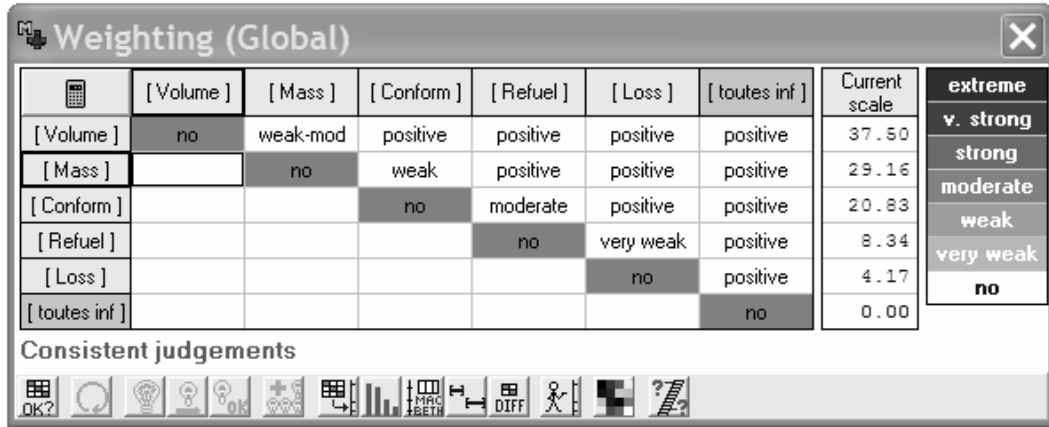 Weighting (Global)
[ Volume ] [ Mass ] [ Conform ] [ Refuel ] [ Loss ] [ toutes inf ] Current scale
[ Volume ] no weak-mod positive positive positive positive 37.50
[ Mass ] no weak positive positive positive 29.16
[ Conform ] no moderate positive positive 20.83
[ Refuel ] no very weak positive 8.34
[ Loss ] no positive 4.17
[ toutes inf ] no 0.00
extreme
v. strong
strong
moderate
weak
very weak
no
Consistent judgements
OK? OK MAC BETH DIFF ? ?